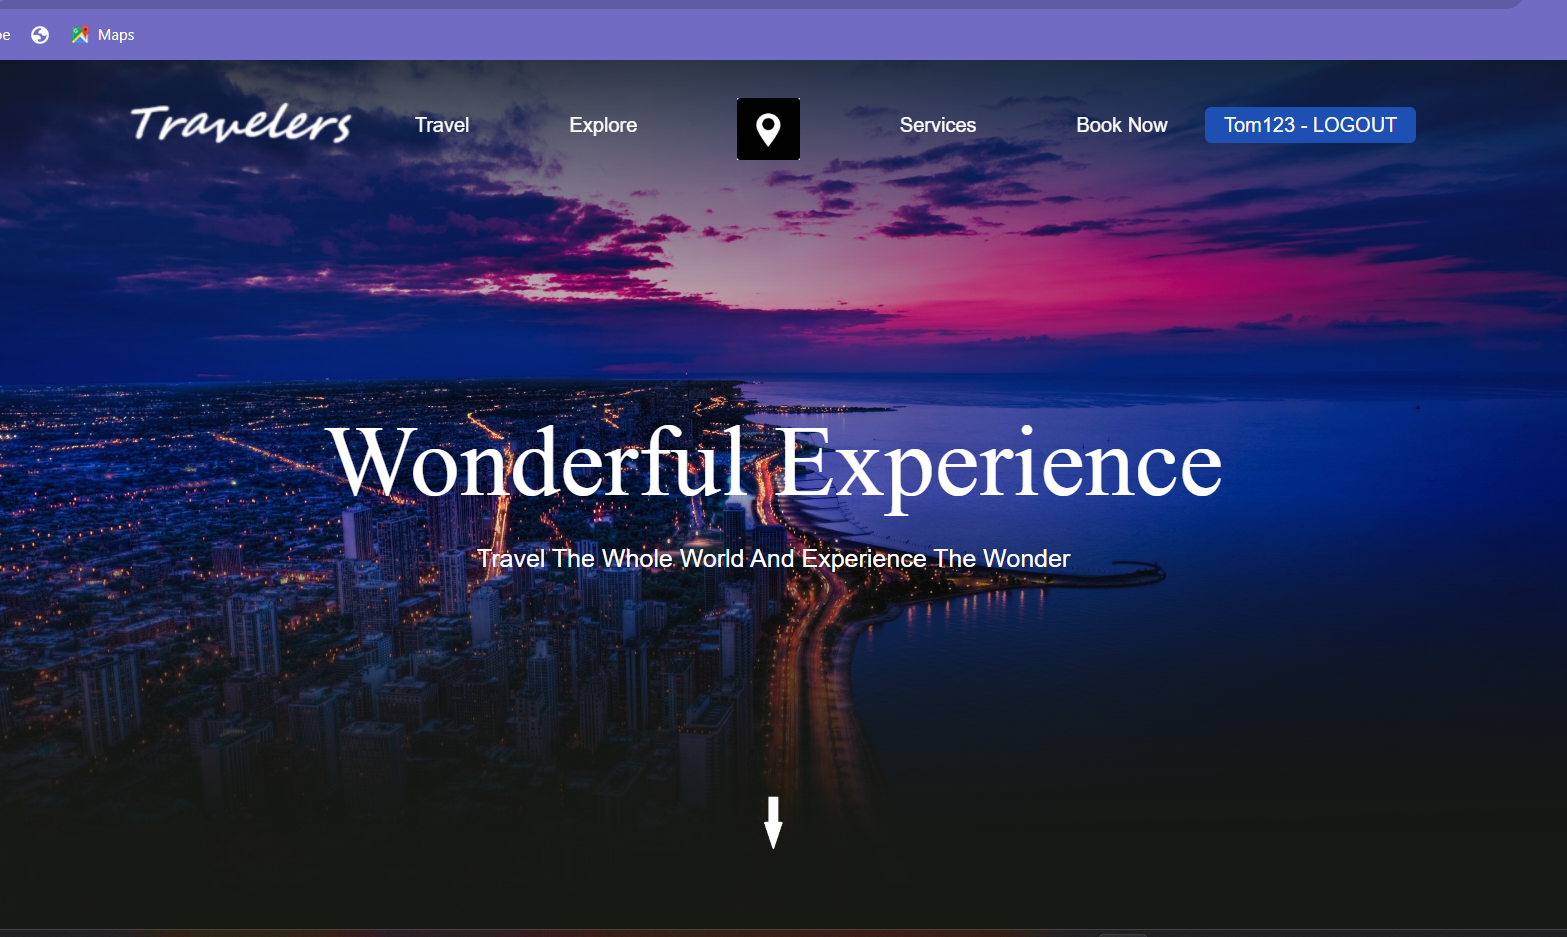 Maps
Travelers
Travel
Explore
Services
Book Now
Tom123 - LOGOUT
Wonderful Experience
Travel The Whole World And Experience The Wonder